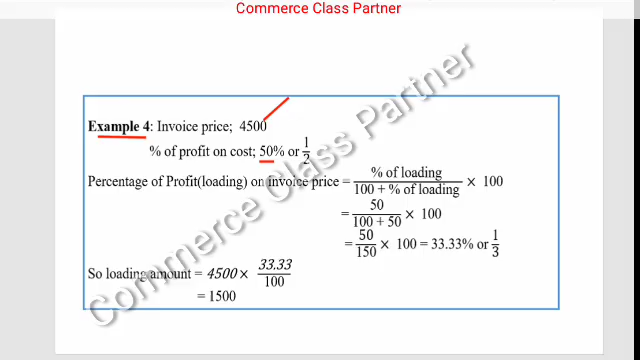 Commerce Class Partner
Example 4: Invoice price; 4500
% of profit on cost; 50% or 1/2
Percentage of Profit(loading) on invoice price = % of loading / 100 + % of loading × 100
= 50 / 100 + 50 × 100
= 50 / 150 × 100 = 33.33% or 1/3
So loading amount = 4500 × 33.33 / 100
= 1500
Commerce Class Partner